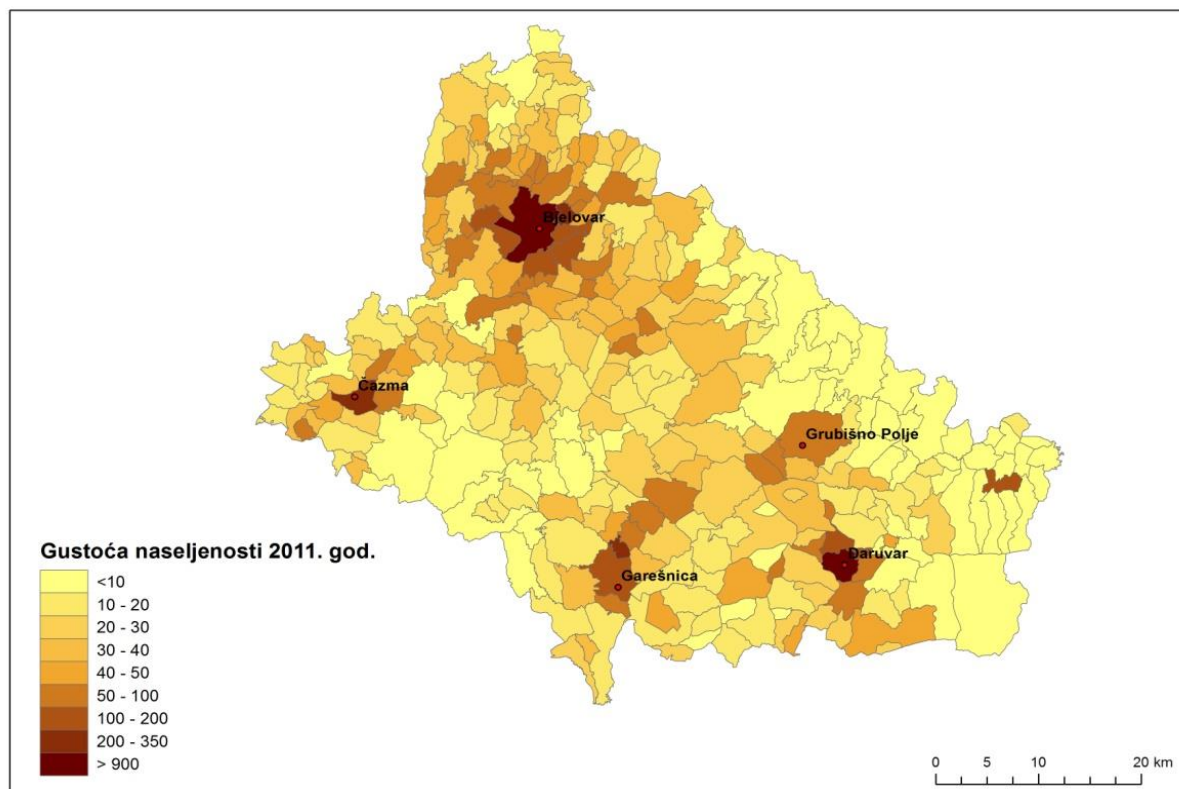 Bjelovar
Čazma
Grubišno Polje
Daruvar
Garešnica
Gustoća naseljenosti 2011. god.
<10
10 - 20
20 - 30
30 - 40
40 - 50
50 - 100
100 - 200
200 - 350
> 900
0 5 10 20 km